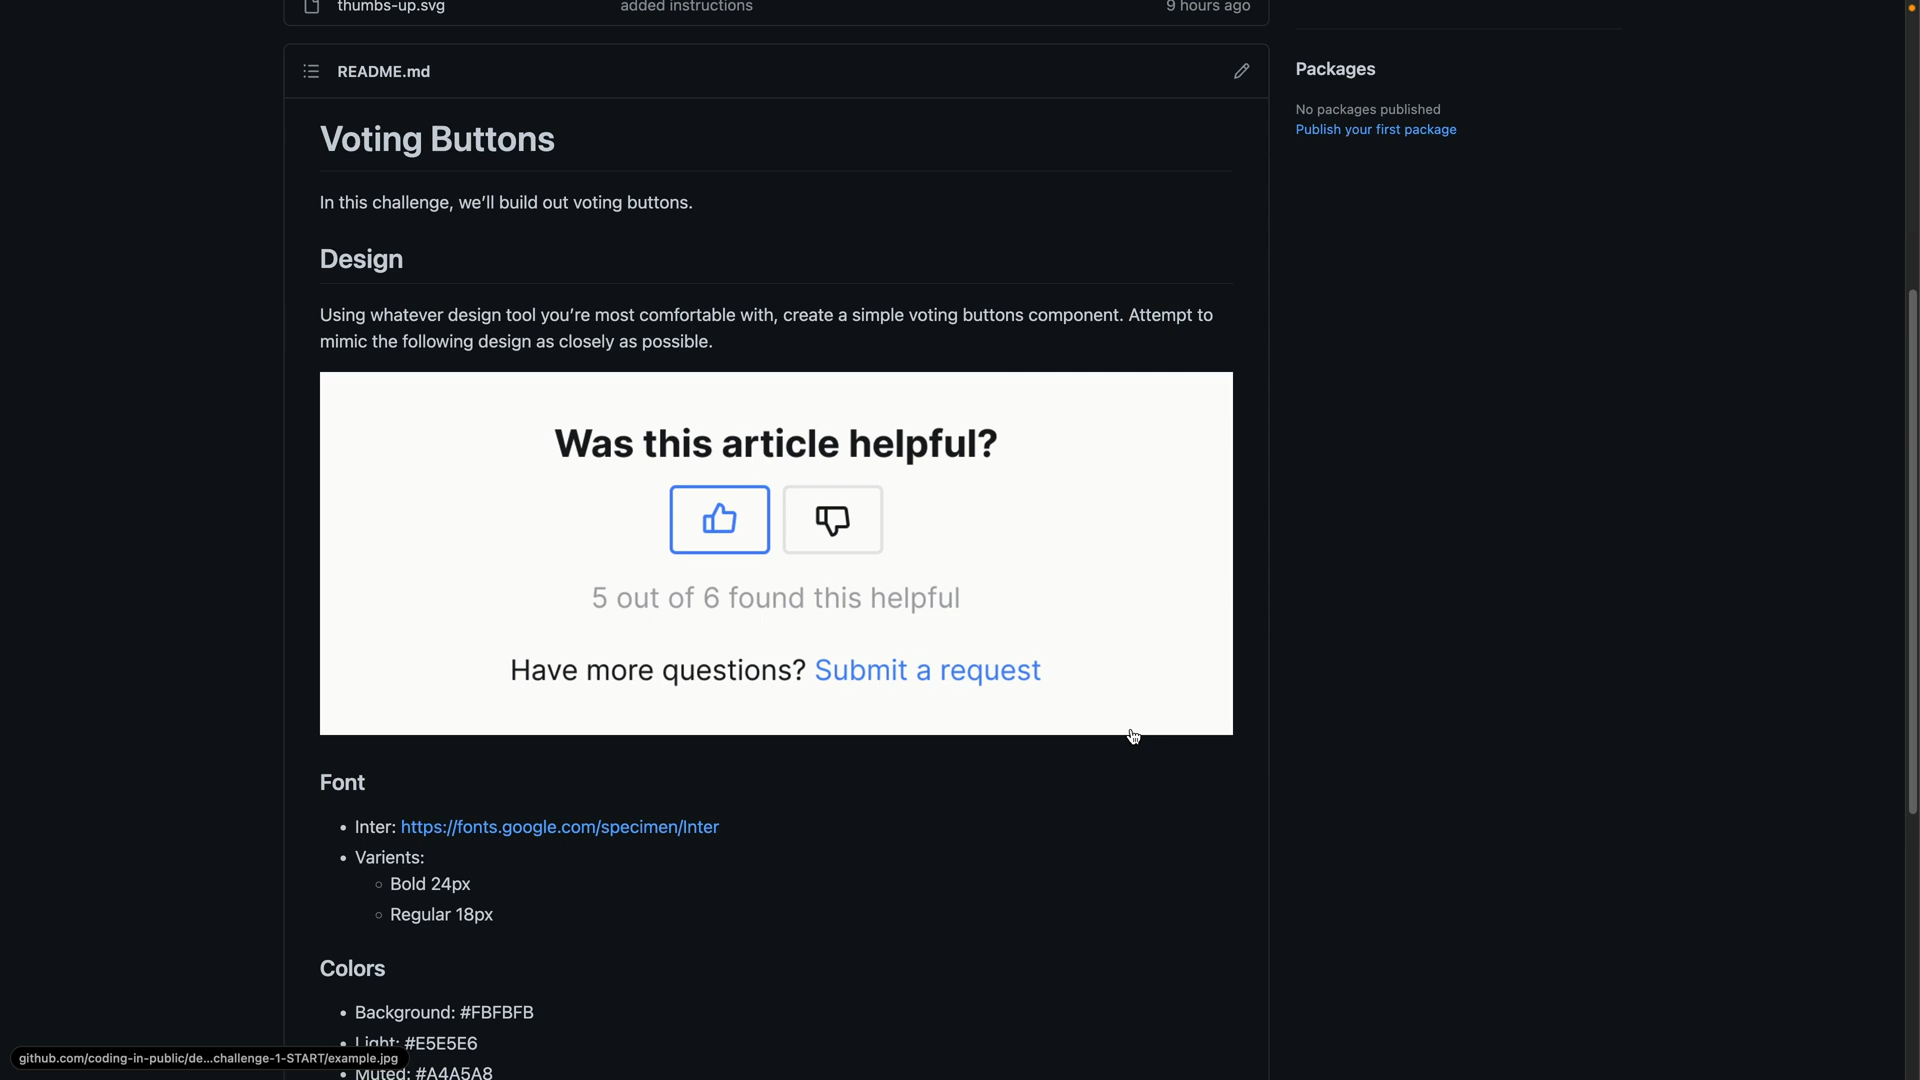 thumbs-up.svg added instructions 9 hours ago
README.md
Voting Buttons
In this challenge, we’ll build out voting buttons.
Design
Using whatever design tool you’re most comfortable with, create a simple voting buttons component. Attempt to
mimic the following design as closely as possible.
Was this article helpful?
5 out of 6 found this helpful
Have more questions? Submit a request
Font
• Inter: https://fonts.google.com/specimen/Inter
• Varients:
◦ Bold 24px
◦ Regular 18px
Colors
• Background: #FBFBFB
• Light: #E5E5E6
• Muted: #A4A5A8
Packages
No packages published
Publish your first package
github.com/coding-in-public/de...challenge-1-START/example.jpg